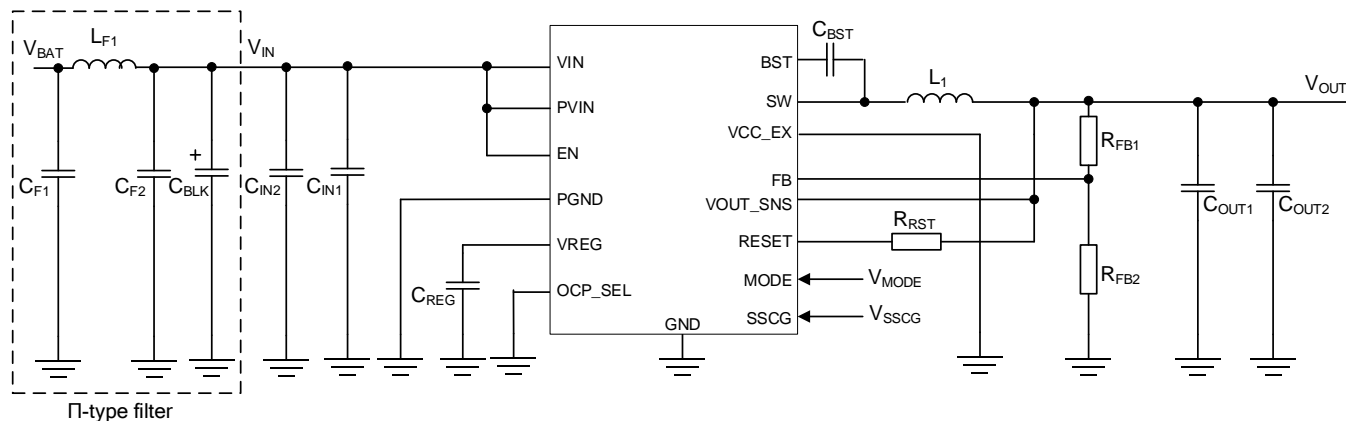 V_BAT
L_F1
V_IN
C_F1
C_F2
+
C_BLK
C_IN2
C_IN1
Π-type filter
VIN
PVIN
EN
PGND
VREG
OCP_SEL
C_REG
GND
BST
SW
VCC_EX
FB
VOUT_SNS
RESET
MODE
SSCG
C_BST
L_1
R_RST
V_MODE
V_SSCG
R_FB1
R_FB2
V_OUT
C_OUT1
C_OUT2